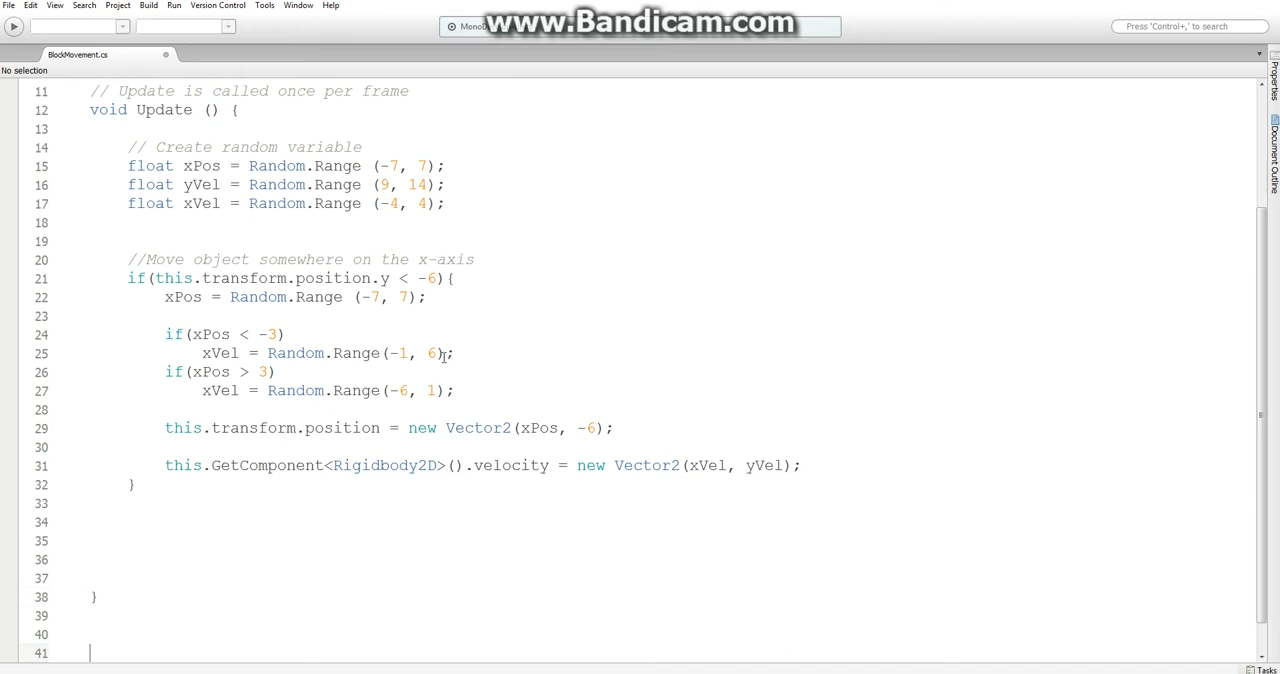 File Edit View Search Project Build Run Version Control Tools Window Help
www.Bandicam.com
Press 'Control+,' to search
BlockMovement.cs
No selection
Properties
Document Outline
11 // Update is called once per frame
12 void Update () {
13
14 // Create random variable
15 float xPos = Random.Range (-7, 7);
16 float yVel = Random.Range (9, 14);
17 float xVel = Random.Range (-4, 4);
18
19
20 //Move object somewhere on the x-axis
21 if(this.transform.position.y < -6){
22 xPos = Random.Range (-7, 7);
23
24 if(xPos < -3)
25 xVel = Random.Range(-1, 6);
26 if(xPos > 3)
27 xVel = Random.Range(-6, 1);
28
29 this.transform.position = new Vector2(xPos, -6);
30
31 this.GetComponent<Rigidbody2D>().velocity = new Vector2(xVel, yVel);
32 }
33
34
35
36
37
38 }
39
40
41
Tasks